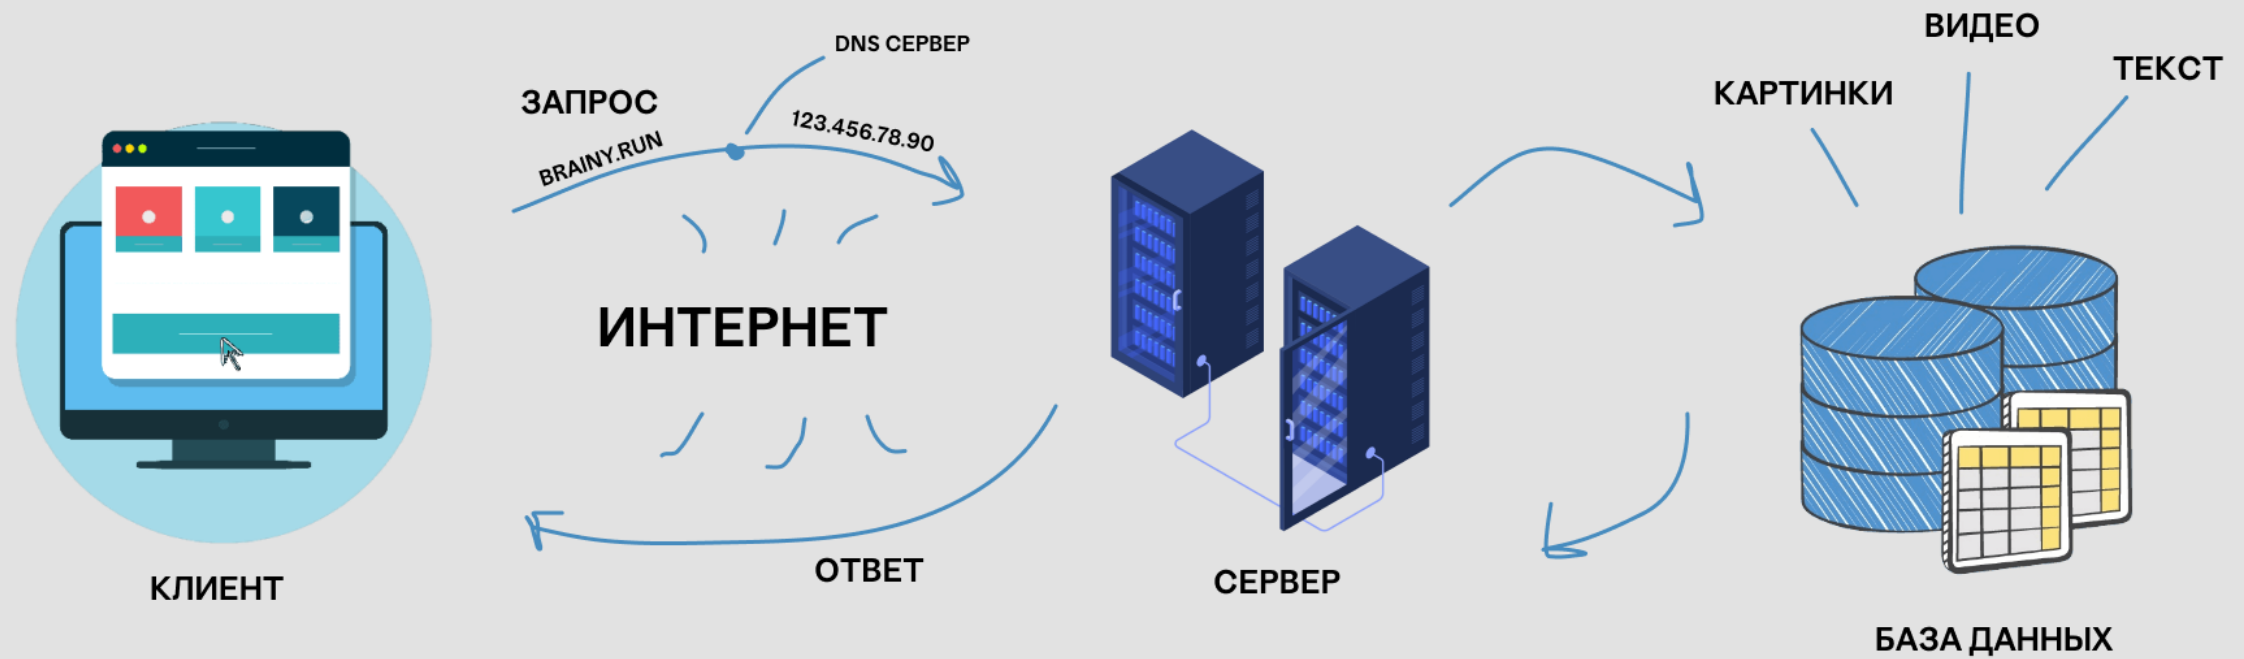 DNS СЕРВЕР
ЗАПРОС
BRAINY.RUN
123.456.78.90
ИНТЕРНЕТ
ОТВЕТ
КЛИЕНТ
СЕРВЕР
ВИДЕО
КАРТИНКИ
ТЕКСТ
БАЗА ДАННЫХ